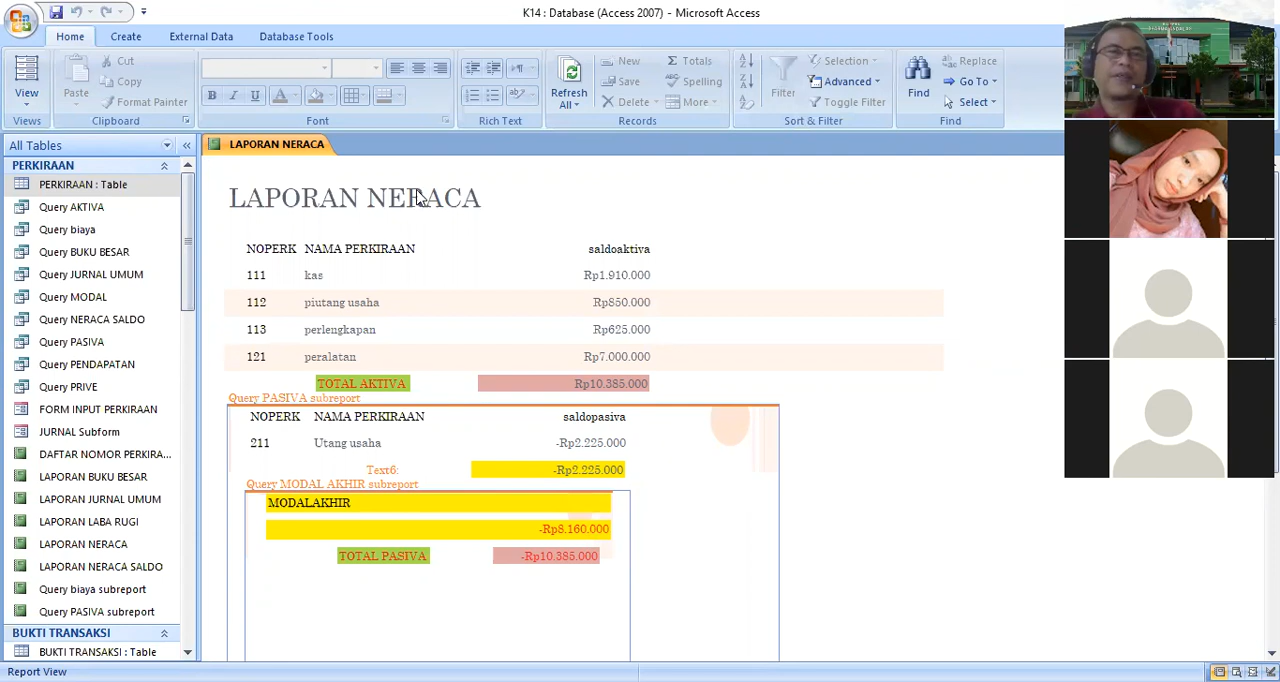 K14 : Database (Access 2007) - Microsoft Access
Home Create External Data Database Tools
View
Views
Paste
Cut
Copy
Format Painter
Clipboard
B I U A
Font
Rich Text
Refresh All
New
Save
Delete
Totals
Spelling
More
Records
Filter
Selection
Advanced
Toggle Filter
Sort & Filter
Find
Replace
Go To
Select
Find
All Tables
PERKIRAAN
PERKIRAAN : Table
Query AKTIVA
Query biaya
Query BUKU BESAR
Query JURNAL UMUM
Query MODAL
Query NERACA SALDO
Query PASIVA
Query PENDAPATAN
Query PRIVE
FORM INPUT PERKIRAAN
JURNAL Subform
DAFTAR NOMOR PERKIRA...
LAPORAN BUKU BESAR
LAPORAN JURNAL UMUM
LAPORAN LABA RUGI
LAPORAN NERACA
LAPORAN NERACA SALDO
Query biaya subreport
Query PASIVA subreport
BUKTI TRANSAKSI
BUKTI TRANSAKSI : Table
LAPORAN NERACA
LAPORAN NERACA
NOPERK NAMA PERKIRAAN saldoaktiva
111 kas Rp1.910.000
112 piutang usaha Rp850.000
113 perlengkapan Rp625.000
121 peralatan Rp7.000.000
TOTAL AKTIVA Rp10.385.000
Query PASIVA subreport
NOPERK NAMA PERKIRAAN saldopasiva
211 Utang usaha -Rp2.225.000
Text6: -Rp2.225.000
Query MODAL AKHIR subreport
MODALAKHIR
-Rp8.160.000
TOTAL PASIVA -Rp10.385.000
Report View